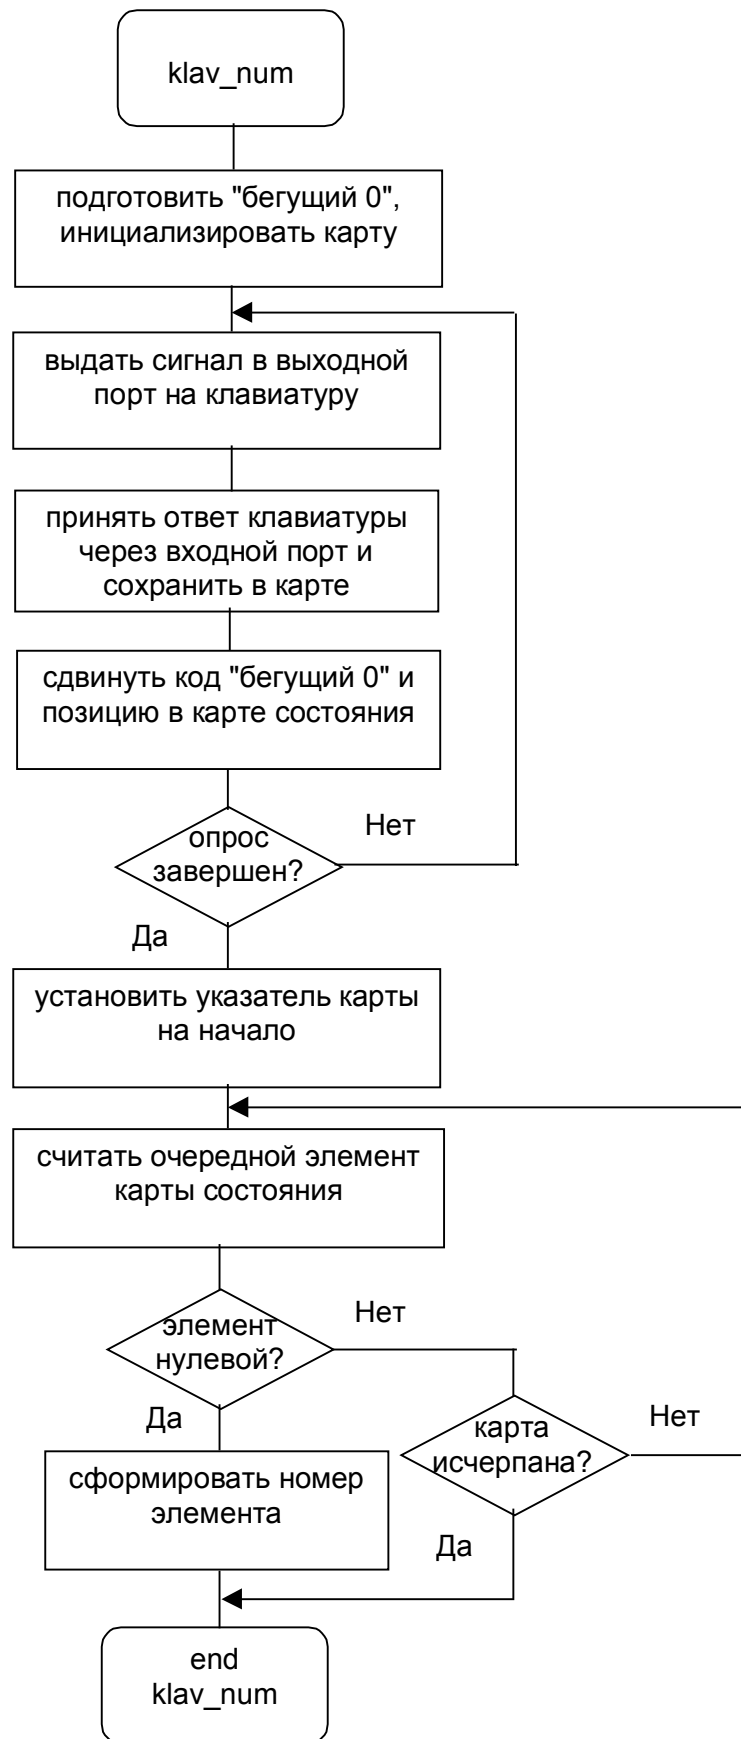 klav_num
подготовить "бегущий 0",
инициализировать карту
выдать сигнал в выходной
порт на клавиатуру
принять ответ клавиатуры
через входной порт и
сохранить в карте
сдвинуть код "бегущий 0" и
позицию в карте состояния
опрос
завершен?
Нет
Да
установить указатель карты
на начало
считать очередной элемент
карты состояния
элемент
нулевой?
Нет
Да
карта
исчерпана?
Нет
Да
сформировать номер
элемента
end
klav_num